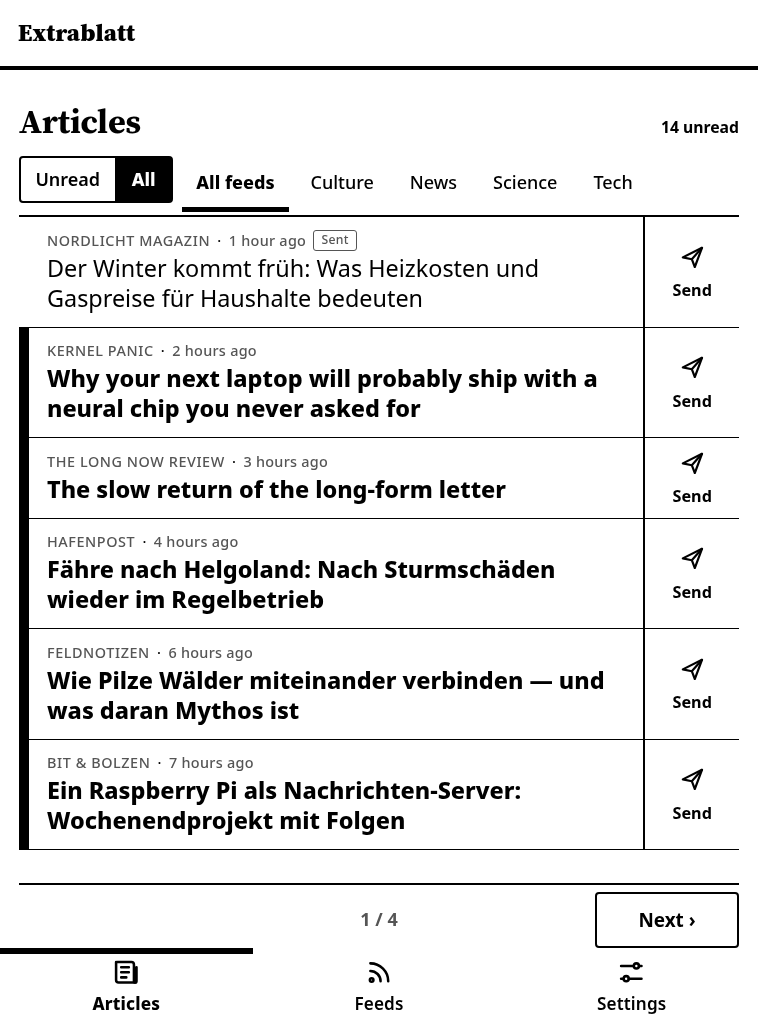 Extrablatt
Articles
14 unread
Unread All All feeds Culture News Science Tech
NORDLICHT MAGAZIN · 1 hour ago Sent
Der Winter kommt früh: Was Heizkosten und
Gaspreise für Haushalte bedeuten
Send
KERNEL PANIC · 2 hours ago
Why your next laptop will probably ship with a
neural chip you never asked for
Send
THE LONG NOW REVIEW · 3 hours ago
The slow return of the long-form letter
Send
HAFENPOST · 4 hours ago
Fähre nach Helgoland: Nach Sturmschäden
wieder im Regelbetrieb
Send
FELDNOTIZEN · 6 hours ago
Wie Pilze Wälder miteinander verbinden — und
was daran Mythos ist
Send
BIT & BOLZEN · 7 hours ago
Ein Raspberry Pi als Nachrichten-Server:
Wochenendprojekt mit Folgen
Send
1 / 4
Next ›
Articles Feeds Settings